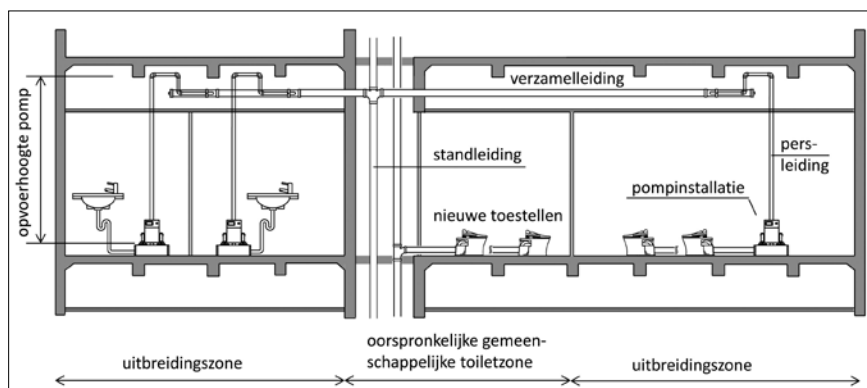 verzamelleiding
opvoerhoogte pomp
standleiding
pers-
leiding
pompinstallatie
nieuwe toestellen
oorspronkelijke gemeen-
schappelijke toiletzone
uitbreidingszone
uitbreidingszone